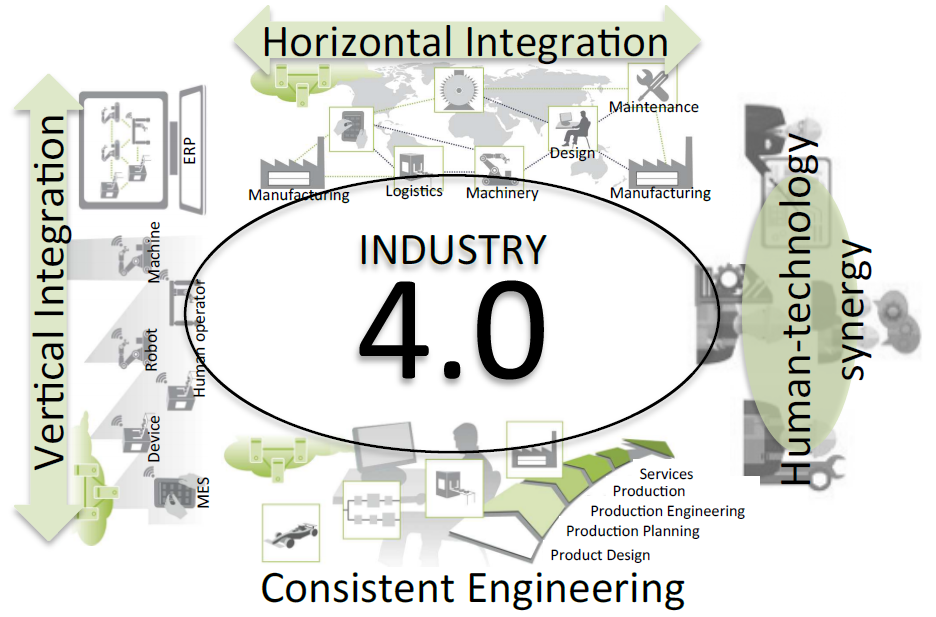 Horizontal Integration
Maintenance
Design
Manufacturing
Logistics
Machinery
Manufacturing
Vertical Integration
ERP
Machine
Human operator
Robot
Device
MES
INDUSTRY
4.0
Human-technology
synergy
Services
Production
Production Engineering
Production Planning
Product Design
Consistent Engineering